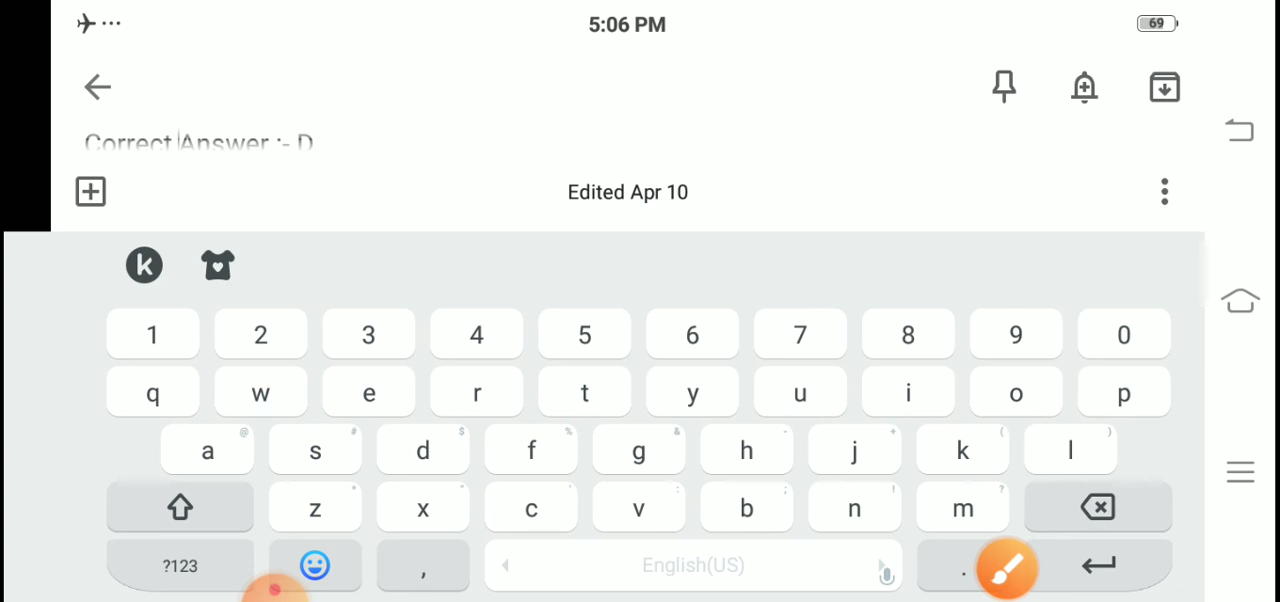 5:06 PM
69
Correct Answer :- D
Edited Apr 10
k
1 2 3 4 5 6 7 8 9 0
q w e r t y u i o p
@ # $ % & - + ( )
a s d f g h j k l
* " ' : ; ! ?
z x c v b n m
?123 , English(US) .